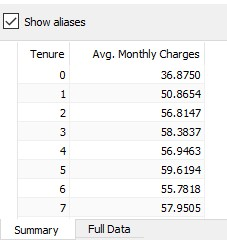 Show aliases
Tenure Avg. Monthly Charges
0 36.8750
1 50.8654
2 56.8147
3 58.3837
4 56.9463
5 59.6194
6 55.7818
7 57.9505
Summary Full Data